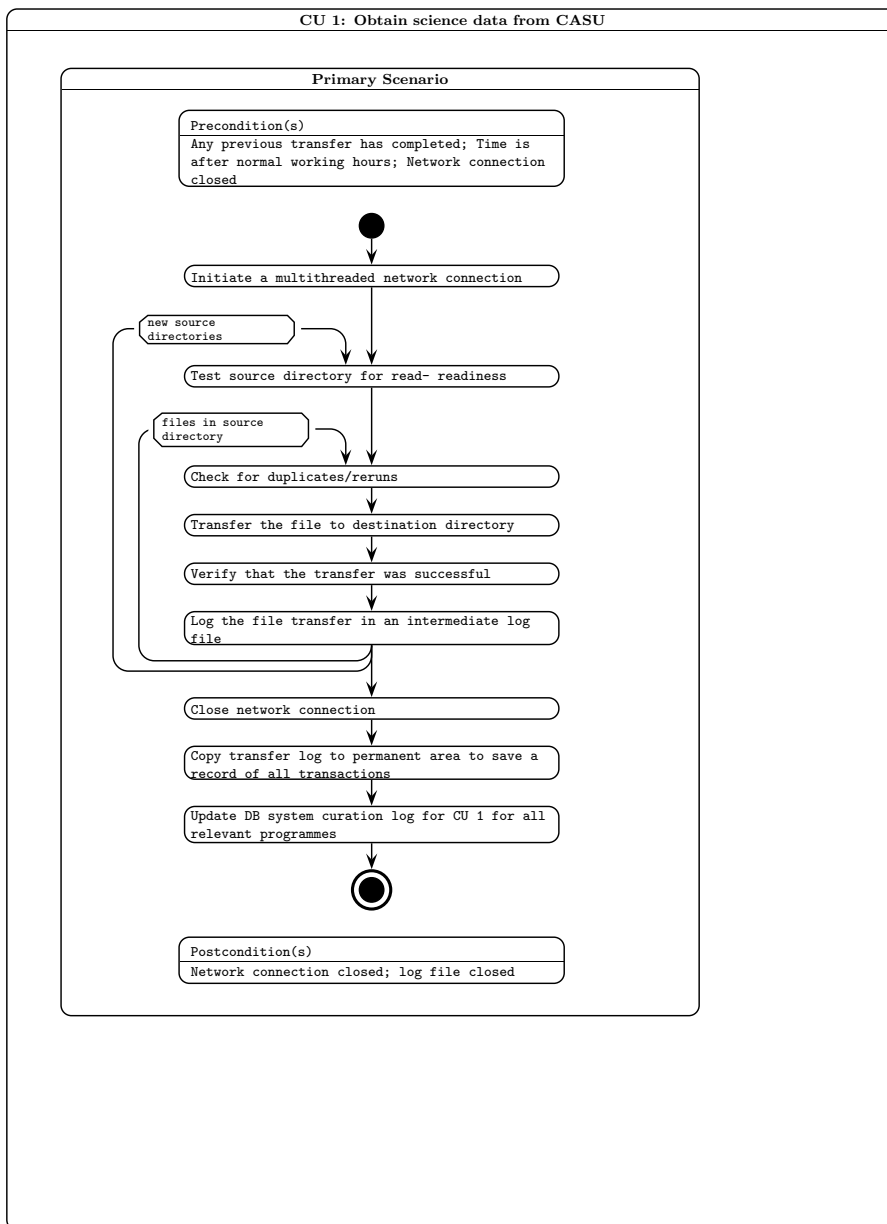 CU 1: Obtain science data from CASU
Primary Scenario
Precondition(s)
Any previous transfer has completed; Time is
after normal working hours; Network connection
closed
Initiate a multithreaded network connection
new source
directories
Test source directory for read- readiness
files in source
directory
Check for duplicates/reruns
Transfer the file to destination directory
Verify that the transfer was successful
Log the file transfer in an intermediate log
file
Close network connection
Copy transfer log to permanent area to save a
record of all transactions
Update DB system curation log for CU 1 for all
relevant programmes
Postcondition(s)
Network connection closed; log file closed